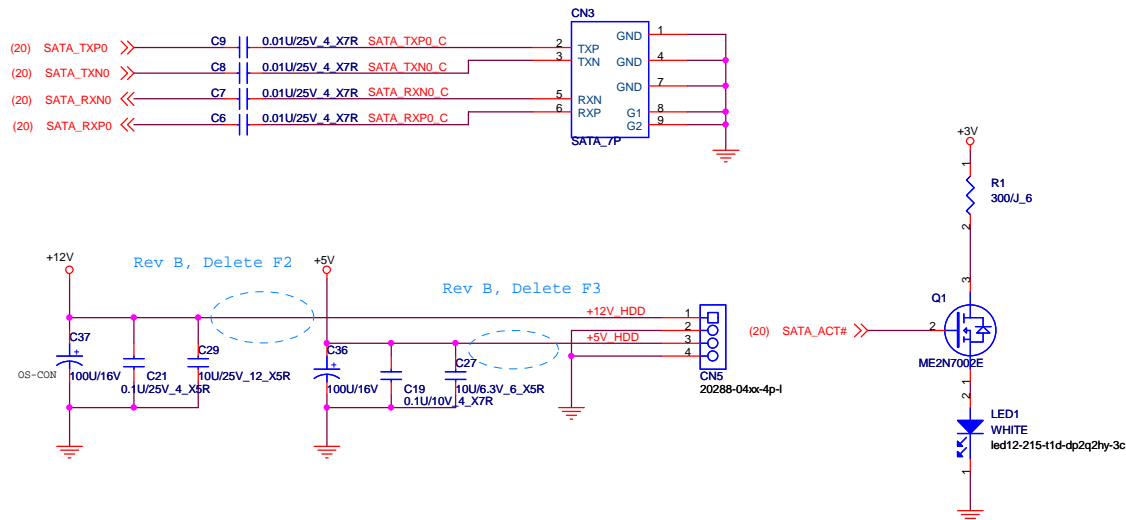 CN3
(20) SATA_TXP0 C9 0.01U/25V_4_X7R SATA_TXP0_C 2 TXP GND 1
(20) SATA_TXN0 C8 0.01U/25V_4_X7R SATA_TXN0_C 3 TXN GND 4
GND 7
(20) SATA_RXN0 C7 0.01U/25V_4_X7R SATA_RXN0_C 5 RXN
(20) SATA_RXP0 C6 0.01U/25V_4_X7R SATA_RXP0_C 6 RXP G1 8
G2 9
SATA_7P
+3V
1
R1
300/J_6
2
+12V
Rev B, Delete F2
+5V
Rev B, Delete F3
+12V_HDD 1
2
+5V_HDD 3
4
CN5
20288-04xx-4p-l
C37
+
OS-CON
100U/16V
C21
0.1U/25V_4_X5R
C29
10U/25V_12_X5R
C36
+
100U/16V
C19
0.1U/10V_4_X7R
C27
10U/6.3V_6_X5R
3
Q1
(20) SATA_ACT# 2
ME2N7002E
1
2
LED1
WHITE
led12-215-t1d-dp2q2hy-3c
1